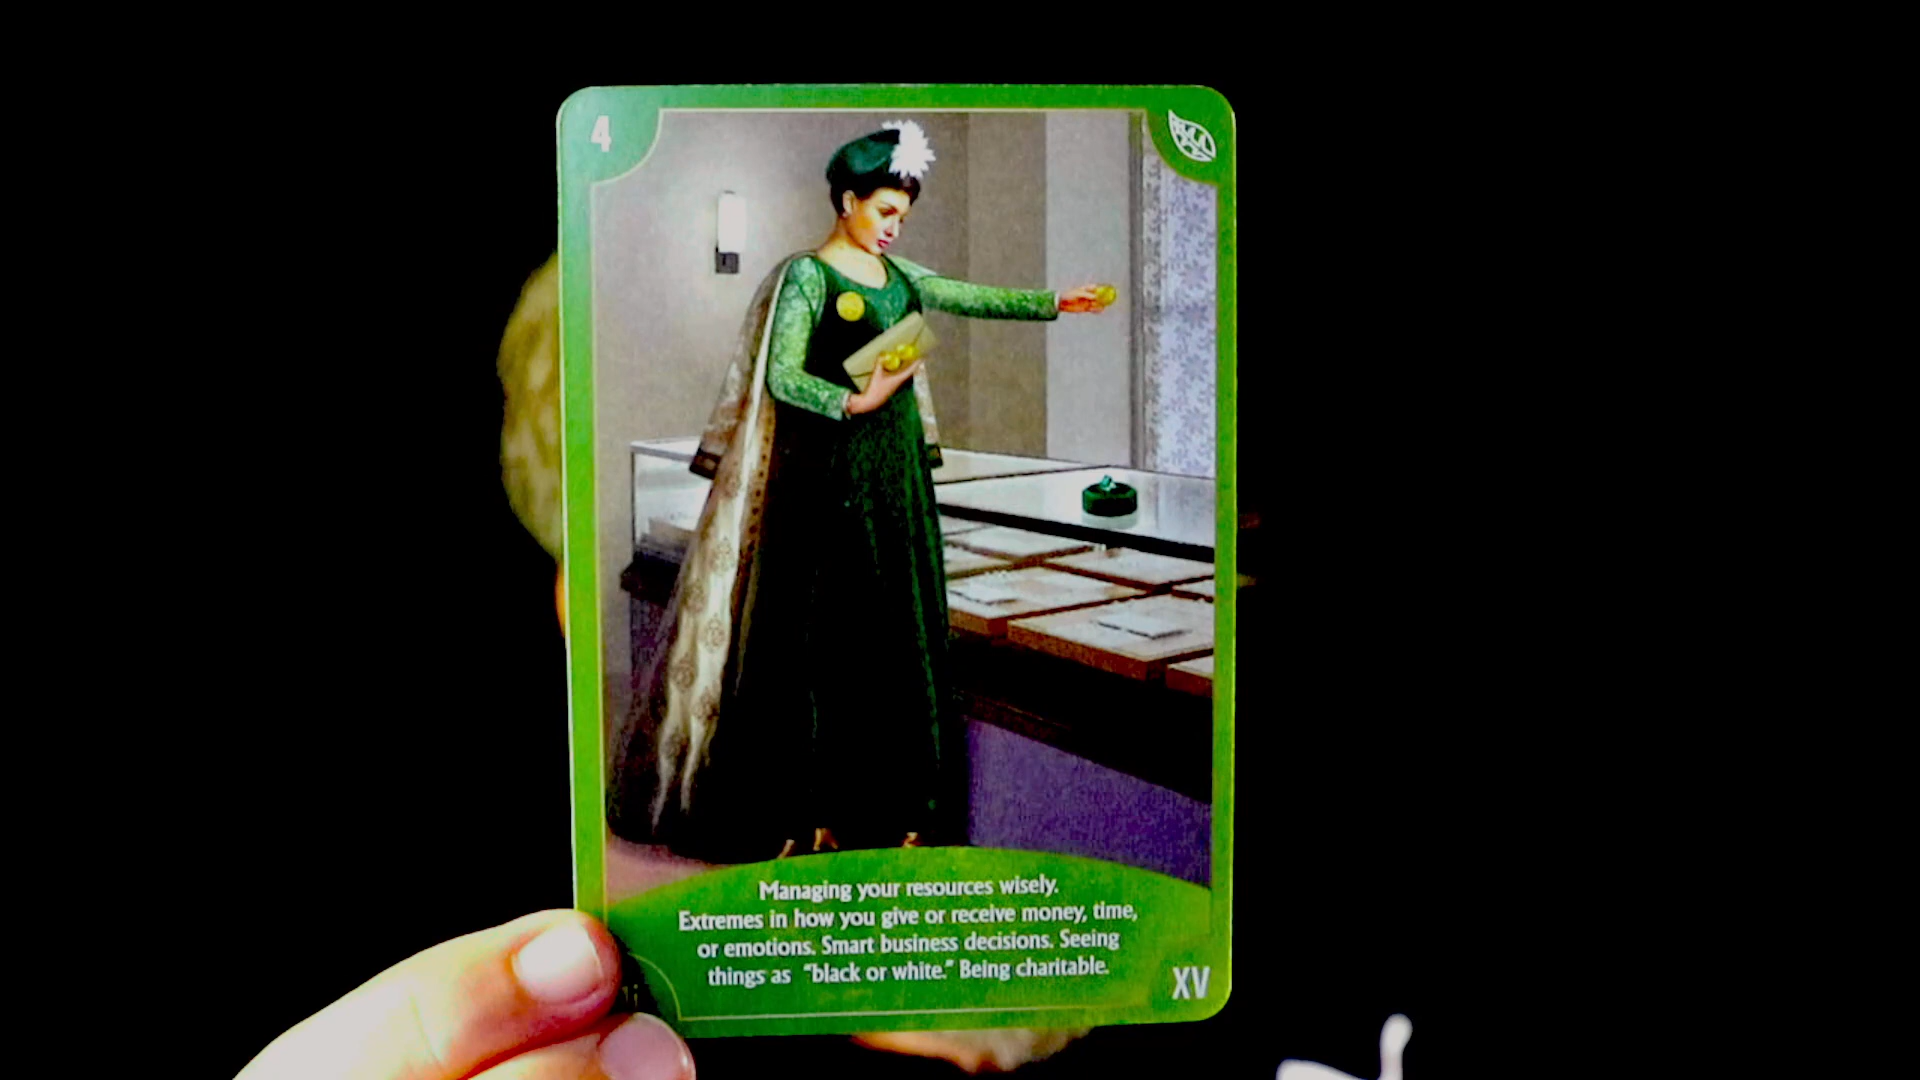 4
Managing your resources wisely.
Extremes in how you give or receive money, time,
or emotions. Smart business decisions. Seeing
things as "black or white." Being charitable.
XV